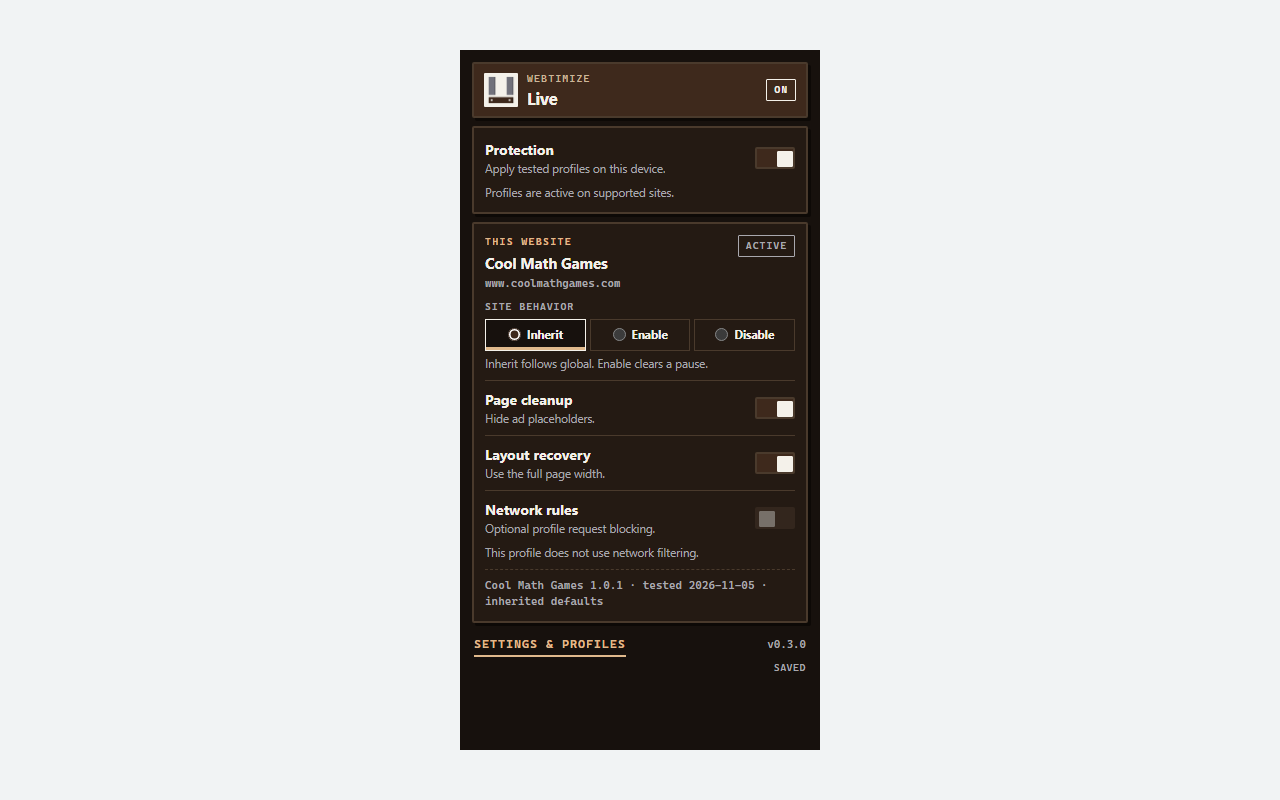 WEBTIMIZE
Live
ON
Protection
Apply tested profiles on this device.
Profiles are active on supported sites.
THIS WEBSITE
ACTIVE
Cool Math Games
www.coolmathgames.com
SITE BEHAVIOR
Inherit
Enable
Disable
Inherit follows global. Enable clears a pause.
Page cleanup
Hide ad placeholders.
Layout recovery
Use the full page width.
Network rules
Optional profile request blocking.
This profile does not use network filtering.
Cool Math Games 1.0.1 · tested 2026-11-05 ·
inherited defaults
SETTINGS & PROFILES
v0.3.0
SAVED